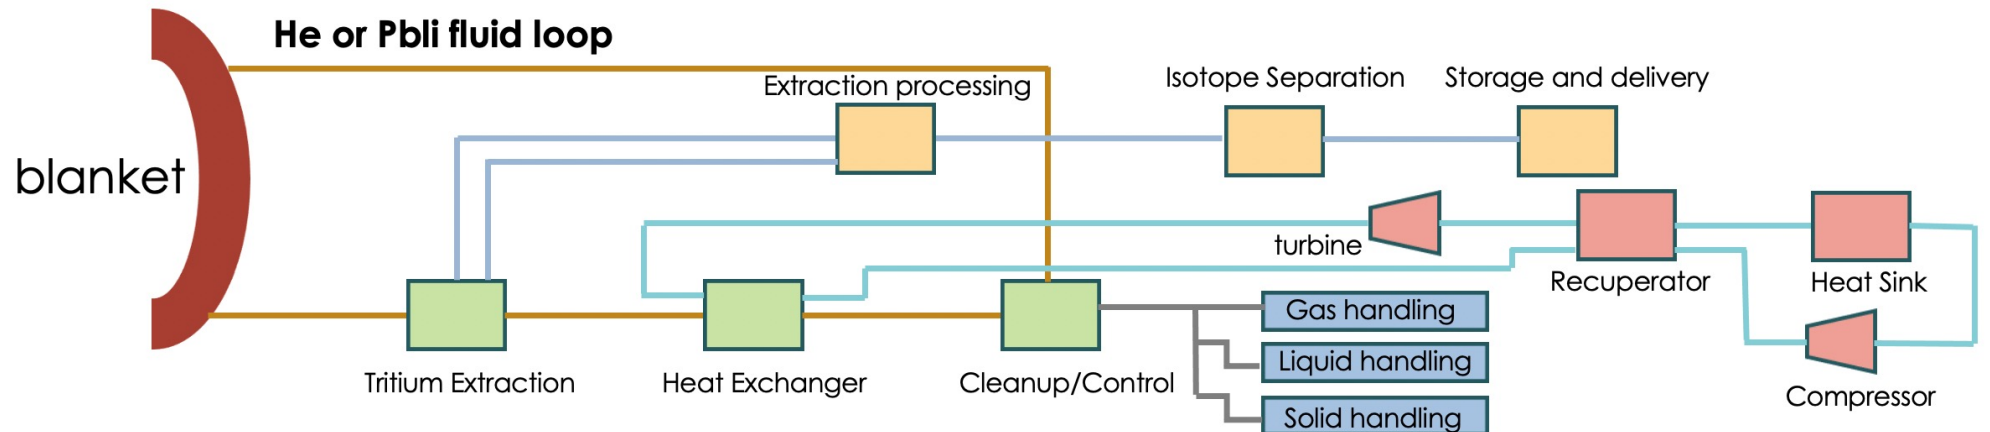 He or Pbli fluid loop
Extraction processing
Isotope Separation
Storage and delivery
blanket
turbine
Recuperator
Heat Sink
Gas handling
Liquid handling
Solid handling
Tritium Extraction
Heat Exchanger
Cleanup/Control
Compressor